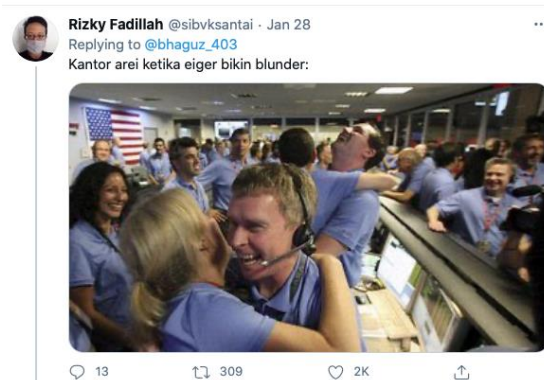 Rizky Fadillah @sibvksantai · Jan 28
Replying to @bhaguz_403
Kantor arei ketika eiger bikin blunder:
13 309 2K